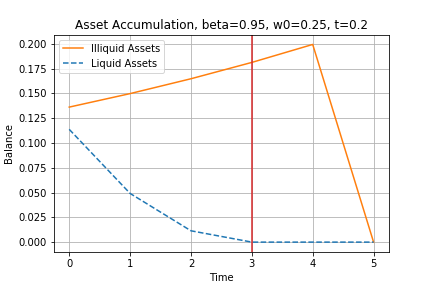 Asset Accumulation, beta=0.95, w0=0.25, t=0.2
Illiquid Assets
Liquid Assets
Balance
0.200
0.175
0.150
0.125
0.100
0.075
0.050
0.025
0.000
0 1 2 3 4 5
Time